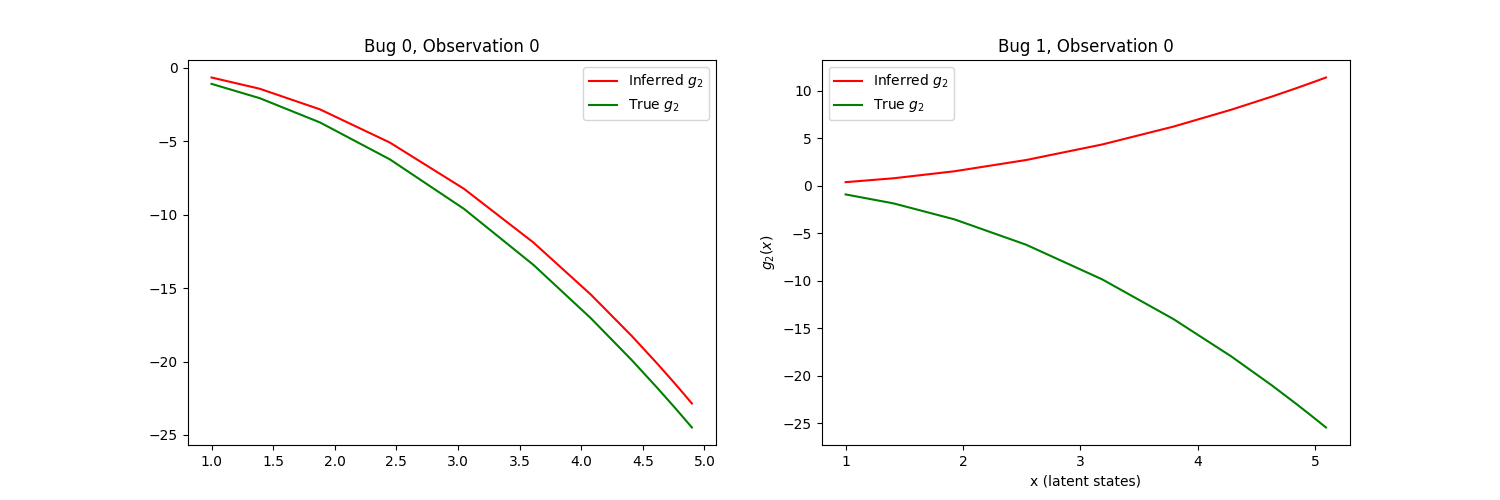 Bug 0, Observation 0
Inferred g₂
True g₂
0
−5
−10
−15
−20
−25
1.0 1.5 2.0 2.5 3.0 3.5 4.0 4.5 5.0
Bug 1, Observation 0
Inferred g₂
True g₂
10
5
0
−5
−10
−15
−20
−25
g₂(x)
1 2 3 4 5
x (latent states)